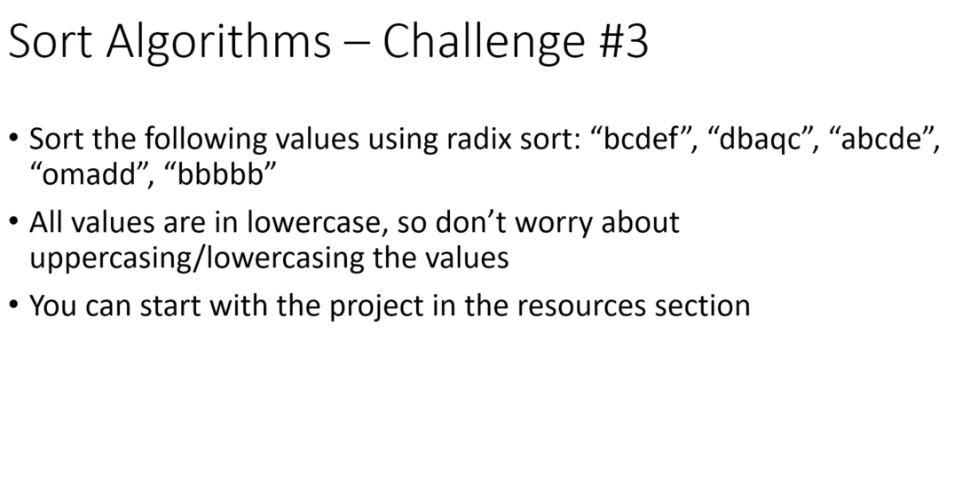 Sort Algorithms – Challenge #3
• Sort the following values using radix sort: “bcdef”, “dbaqc”, “abcde”,
“omadd”, “bbbbb”
• All values are in lowercase, so don’t worry about
uppercasing/lowercasing the values
• You can start with the project in the resources section